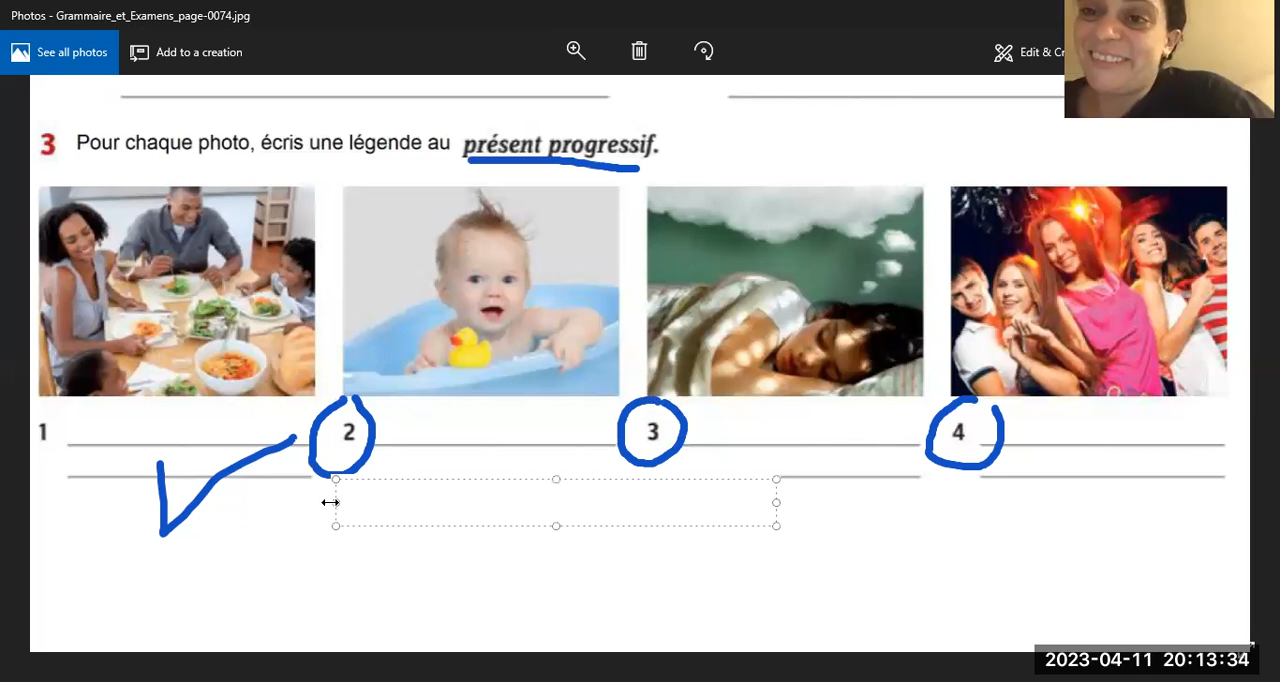 Photos - Grammaire_et_Examens_page-0074.jpg
See all photos
Add to a creation
Edit & Cr
3 Pour chaque photo, écris une légende au présent progressif.
1
2
3
4
2023-04-11 20:13:34